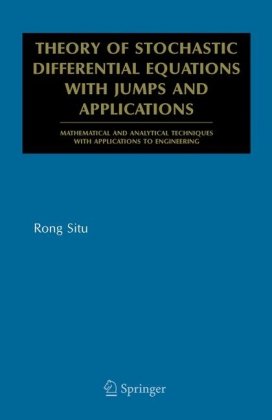 THEORY OF STOCHASTIC
DIFFERENTIAL EQUATIONS
WITH JUMPS AND
APPLICATIONS
MATHEMATICAL AND ANALYTICAL TECHNIQUES
WITH APPLICATIONS TO ENGINEERING
Rong Situ
Springer